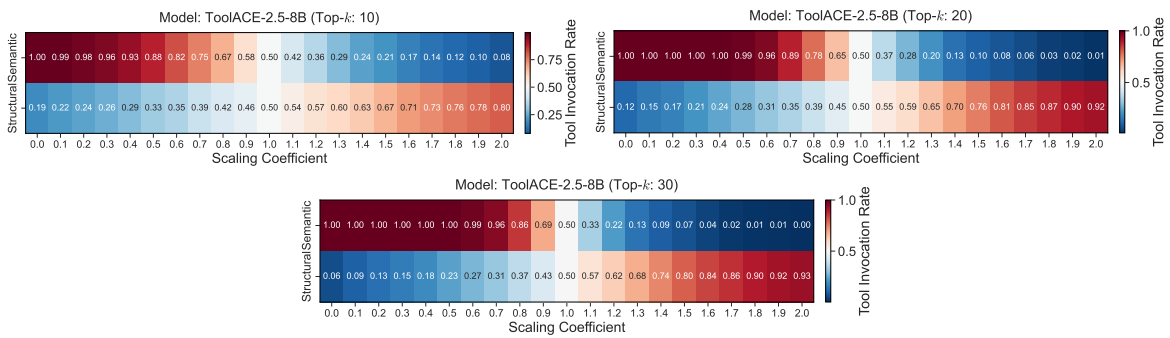 Model: ToolACE-2.5-8B (Top-k: 10)
Semantic
1.00 0.99 0.98 0.96 0.93 0.88 0.82 0.75 0.67 0.58 0.50 0.42 0.36 0.29 0.24 0.21 0.17 0.14 0.12 0.10 0.08
Structural
0.19 0.22 0.24 0.26 0.29 0.33 0.35 0.39 0.42 0.46 0.50 0.54 0.57 0.60 0.63 0.67 0.71 0.73 0.76 0.78 0.80
0.0 0.1 0.2 0.3 0.4 0.5 0.6 0.7 0.8 0.9 1.0 1.1 1.2 1.3 1.4 1.5 1.6 1.7 1.8 1.9 2.0
Scaling Coefficient
0.75
0.50
0.25
Tool Invocation Rate
Model: ToolACE-2.5-8B (Top-k: 20)
Semantic
1.00 1.00 1.00 1.00 1.00 0.99 0.96 0.89 0.78 0.65 0.50 0.37 0.28 0.20 0.13 0.10 0.08 0.06 0.03 0.02 0.01
Structural
0.12 0.15 0.17 0.21 0.24 0.28 0.31 0.35 0.39 0.45 0.50 0.55 0.59 0.65 0.70 0.76 0.81 0.85 0.87 0.90 0.92
0.0 0.1 0.2 0.3 0.4 0.5 0.6 0.7 0.8 0.9 1.0 1.1 1.2 1.3 1.4 1.5 1.6 1.7 1.8 1.9 2.0
Scaling Coefficient
1.0
0.5
Tool Invocation Rate
Model: ToolACE-2.5-8B (Top-k: 30)
Semantic
1.00 1.00 1.00 1.00 1.00 1.00 0.99 0.96 0.86 0.69 0.50 0.33 0.22 0.13 0.09 0.07 0.04 0.02 0.01 0.01 0.00
Structural
0.06 0.09 0.13 0.15 0.18 0.23 0.27 0.31 0.37 0.43 0.50 0.57 0.62 0.68 0.74 0.80 0.84 0.86 0.90 0.92 0.93
0.0 0.1 0.2 0.3 0.4 0.5 0.6 0.7 0.8 0.9 1.0 1.1 1.2 1.3 1.4 1.5 1.6 1.7 1.8 1.9 2.0
Scaling Coefficient
1.0
0.5
Tool Invocation Rate